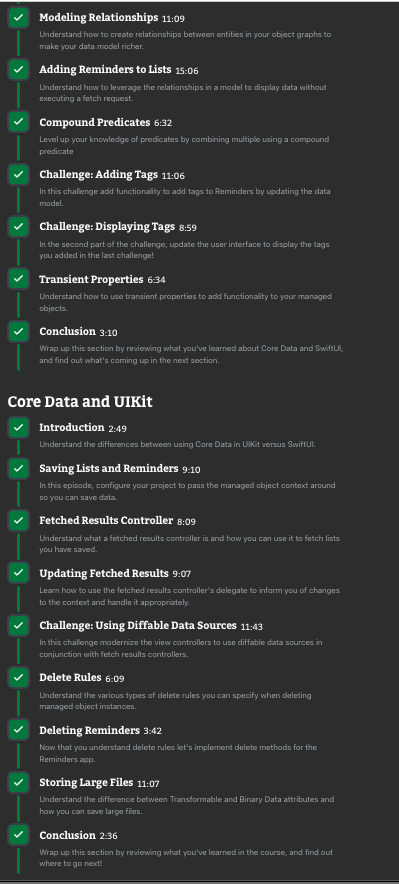 Modeling Relationships 11:09
Understand how to create relationships between entities in your object graphs to
make your data model richer.
Adding Reminders to Lists 15:06
Understand how to leverage the relationships in a model to display data without
executing a fetch request.
Compound Predicates 6:32
Level up your knowledge of predicates by combining multiple using a compound
predicate
Challenge: Adding Tags 11:06
In this challenge add functionality to add tags to Reminders by updating the data
model.
Challenge: Displaying Tags 8:59
In the second part of the challenge, update the user interface to display the tags
you added in the last challenge!
Transient Properties 6:34
Understand how to use transient properties to add functionality to your managed
objects.
Conclusion 3:10
Wrap up this section by reviewing what you've learned about Core Data and SwiftUI,
and find out what's coming up in the next section.
Core Data and UIKit
Introduction 2:49
Understand the differences between using Core Data in UIKit versus SwiftUI.
Saving Lists and Reminders 9:10
In this episode, configure your project to pass the managed object context around
so you can save data.
Fetched Results Controller 8:09
Understand what a fetched results controller is and how you can use it to fetch lists
you have saved.
Updating Fetched Results 9:07
Learn how to use the fetched results controller's delegate to inform you of changes
to the context and handle it appropriately.
Challenge: Using Diffable Data Sources 11:43
In this challenge modernize the view controllers to use diffable data sources in
conjunction with fetch results controllers.
Delete Rules 6:09
Understand the various types of delete rules you can specify when deleting
managed object instances.
Deleting Reminders 3:42
Now that you understand delete rules let's implement delete methods for the
Reminders app.
Storing Large Files 11:07
Understand the difference between Transformable and Binary Data attributes and
how you can save large files.
Conclusion 2:36
Wrap up this section by reviewing what you've learned in the course, and find out
where to go next!